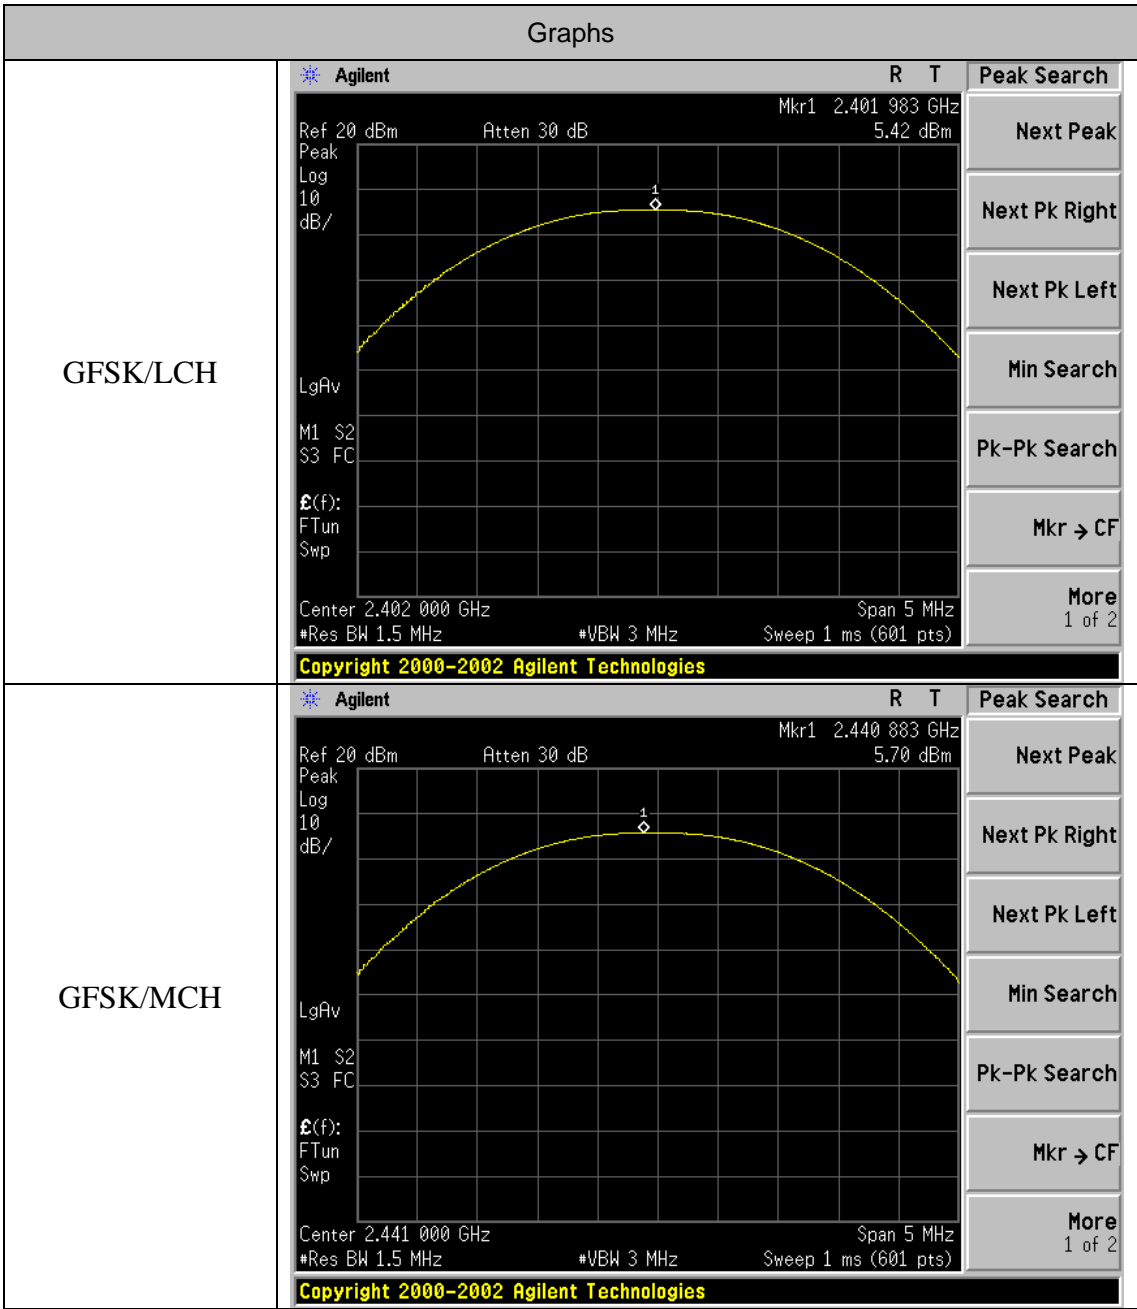 Graphs
GFSK/LCH
Agilent R T Peak Search
Mkr1 2.401 983 GHz
Ref 20 dBm Atten 30 dB 5.42 dBm
Peak
Log
10
dB/
1
LgAv
M1 S2
S3 FC
£(f):
FTun
Swp
Center 2.402 000 GHz Span 5 MHz
#Res BW 1.5 MHz #VBW 3 MHz Sweep 1 ms (601 pts)
Copyright 2000-2002 Agilent Technologies
Next Peak
Next Pk Right
Next Pk Left
Min Search
Pk-Pk Search
Mkr → CF
More
1 of 2
GFSK/MCH
Agilent R T Peak Search
Mkr1 2.440 883 GHz
Ref 20 dBm Atten 30 dB 5.70 dBm
Peak
Log
10
dB/
1
LgAv
M1 S2
S3 FC
£(f):
FTun
Swp
Center 2.441 000 GHz Span 5 MHz
#Res BW 1.5 MHz #VBW 3 MHz Sweep 1 ms (601 pts)
Copyright 2000-2002 Agilent Technologies
Next Peak
Next Pk Right
Next Pk Left
Min Search
Pk-Pk Search
Mkr → CF
More
1 of 2